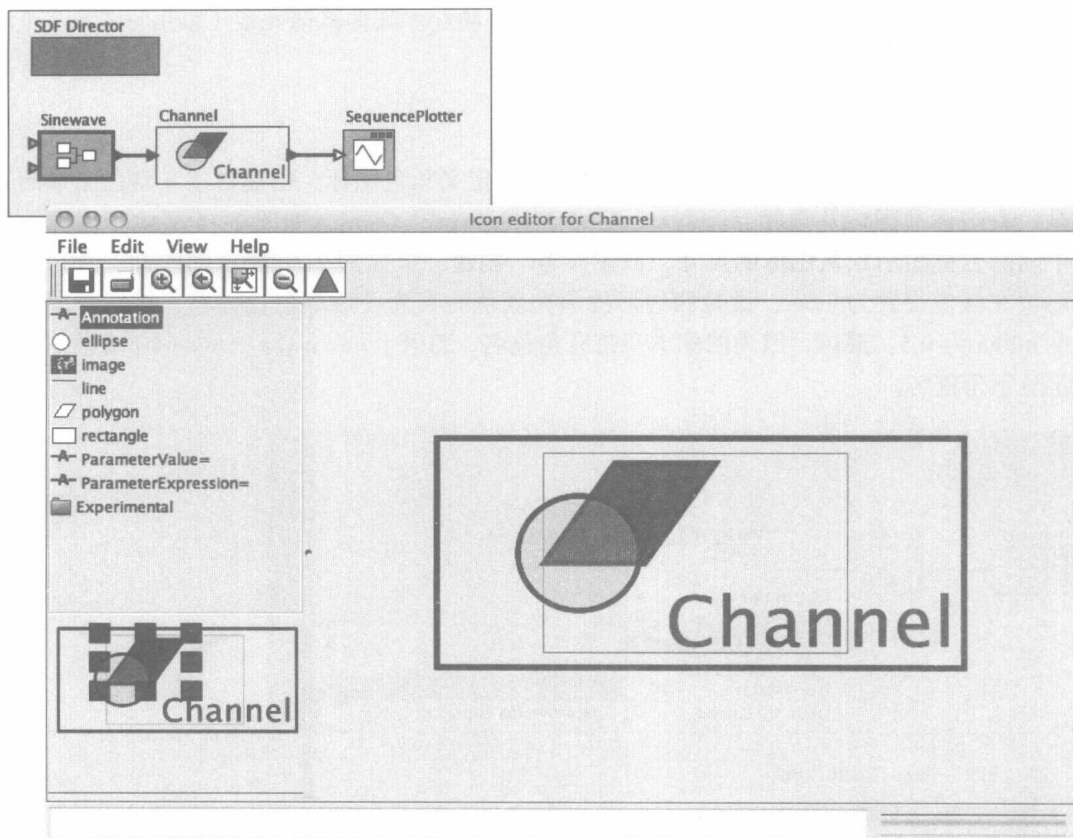 SDF Director
Sinewave
Channel
SequencePlotter
Channel
Icon editor for Channel
File Edit View Help
Annotation
ellipse
image
line
polygon
rectangle
ParameterValue=
ParameterExpression=
Experimental
Channel
Channel